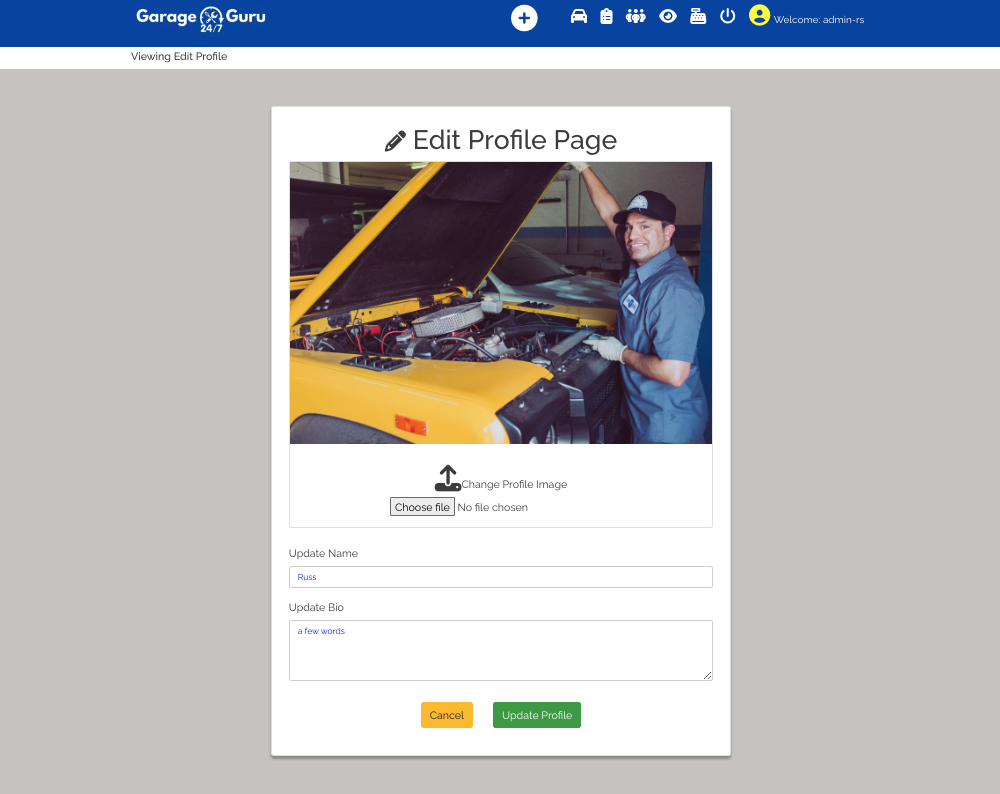 Garage Guru
24/7
Welcome: admin-rs
Viewing Edit Profile
Edit Profile Page
Change Profile Image
Choose file No file chosen
Update Name
Russ
Update Bio
a few words
Cancel Update Profile